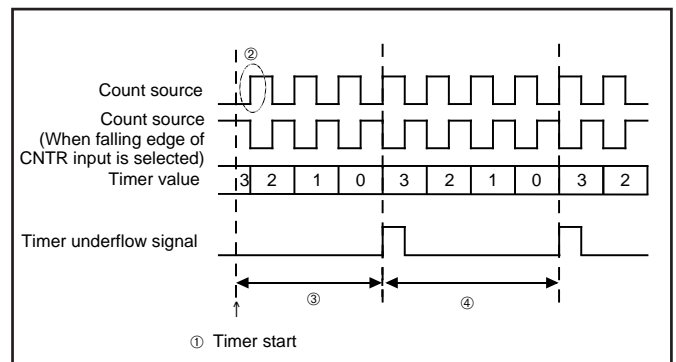 ②
Count source
Count source
(When falling edge of
CNTR input is selected)
Timer value 3 2 1 0 3 2 1 0 3 2
Timer underflow signal
③ ④
① Timer start